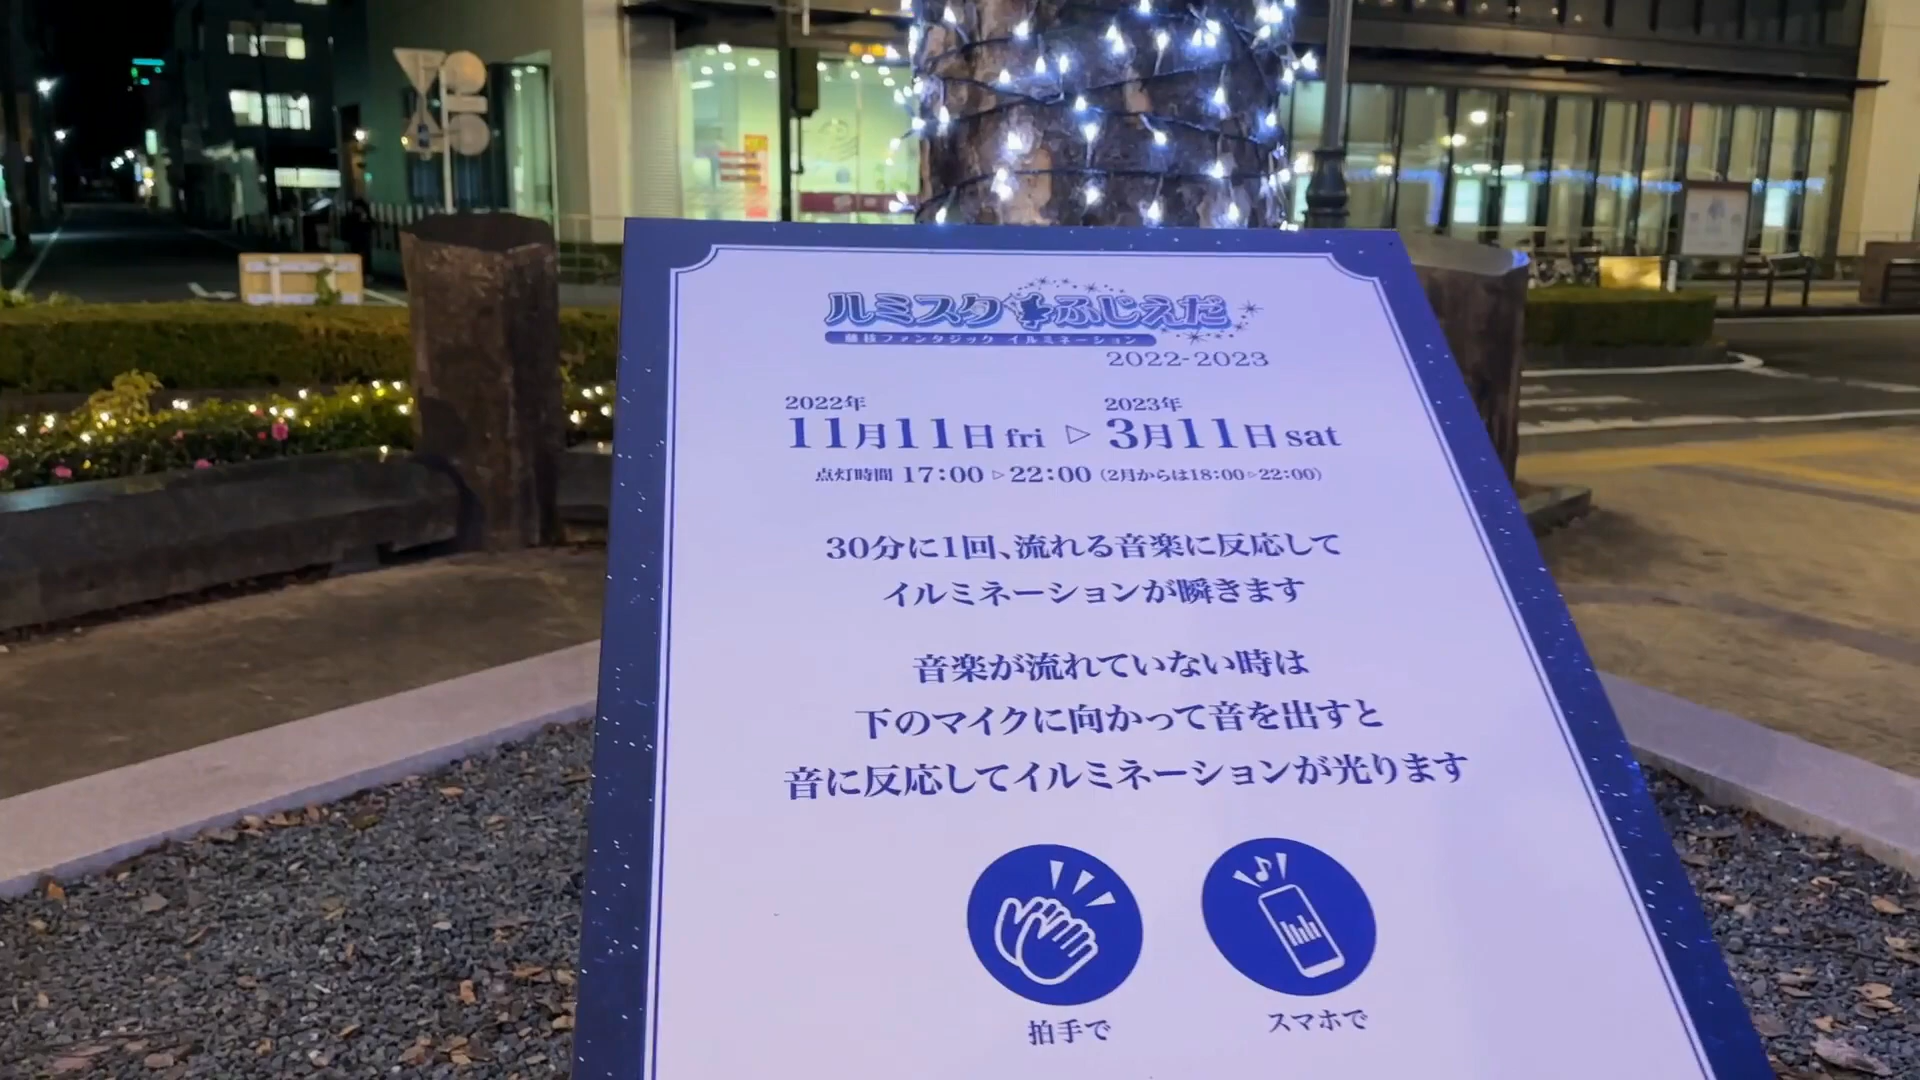 ルミスタ☆ふじえだ
藤枝ファンタジック イルミネーション
2022-2023
2022年 2023年
11月11日 fri ▷ 3月11日 sat
点灯時間 17:00 ▷ 22:00 (2月からは18:00▷22:00)
30分に1回、流れる音楽に反応して
イルミネーションが瞬きます
音楽が流れていない時は
下のマイクに向かって音を出すと
音に反応してイルミネーションが光ります
拍手で スマホで